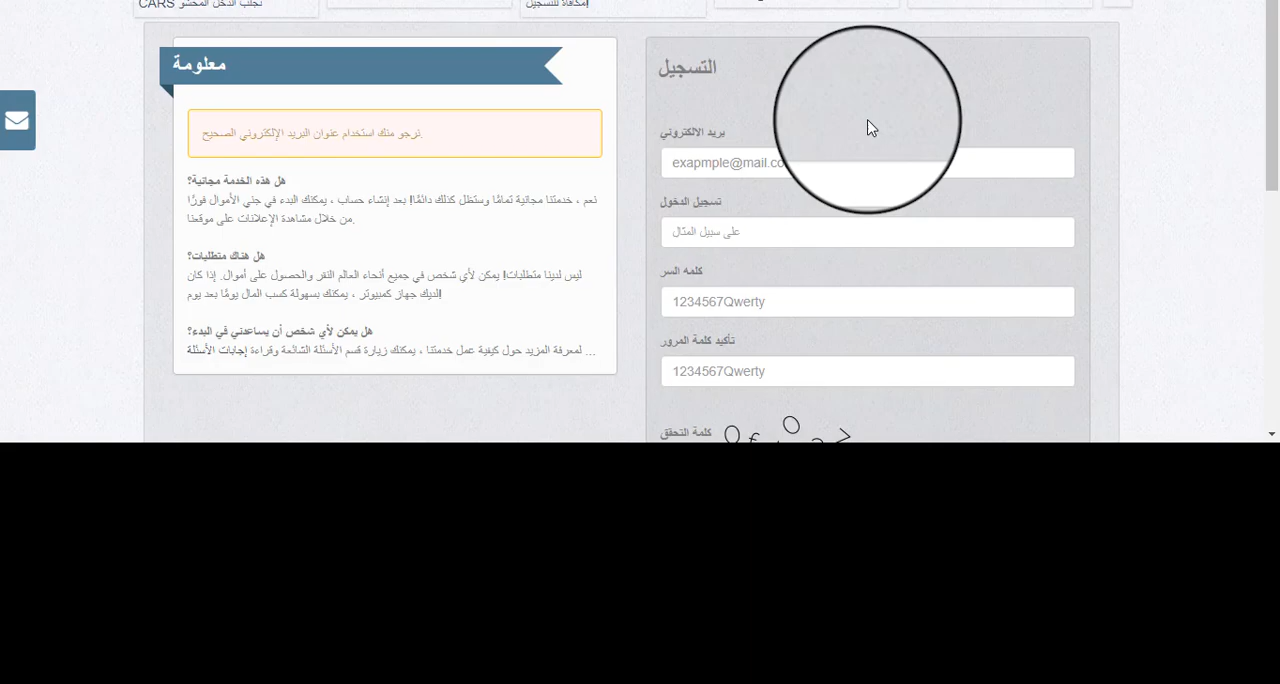 CARS تجلب الدخل المحشو
مكافأة للتسجيل!
معلومة
نرجو منك استخدام عنوان البريد الإلكتروني الصحيح.
هل هذه الخدمة مجانية؟
نعم ، خدمتنا مجانية تمامًا وستظل كذلك دائمًا! بعد إنشاء حساب ، يمكنك البدء في جني الأموال فورًا
من خلال مشاهدة الإعلانات على موقعنا.
هل هناك متطلبات؟
ليس لدينا متطلبات! يمكن لأي شخص في جميع أنحاء العالم النقر والحصول على أموال. إذا كان
لديك جهاز كمبيوتر ، يمكنك بسهولة كسب المال يومًا بعد يوم!
هل يمكن لأي شخص أن يساعدني في البدء؟
لمعرفة المزيد حول كيفية عمل خدمتنا ، يمكنك زيارة قسم الأسئلة الشائعة وقراءة إجابات الأسئلة ...
التسجيل
بريد الالكتروني
exapmple@mail.co
تسجيل الدخول
على سبيل المثال
كلمه السر
1234567Qwerty
تأكيد كلمة المرور
1234567Qwerty
كلمة التحقق